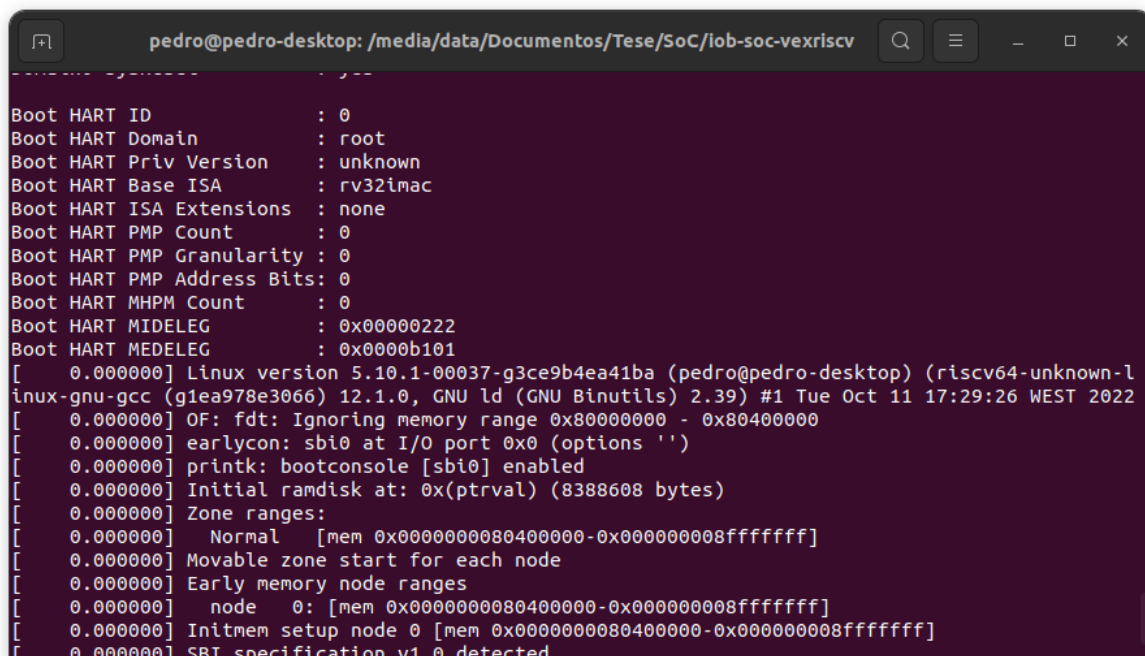 pedro@pedro-desktop: /media/data/Documentos/Tese/SoC/iob-soc-vexriscv
Boot HART ID : 0
Boot HART Domain : root
Boot HART Priv Version : unknown
Boot HART Base ISA : rv32imac
Boot HART ISA Extensions : none
Boot HART PMP Count : 0
Boot HART PMP Granularity : 0
Boot HART PMP Address Bits: 0
Boot HART MHPM Count : 0
Boot HART MIDELEG : 0x00000222
Boot HART MEDELEG : 0x0000b101
[ 0.000000] Linux version 5.10.1-00037-g3ce9b4ea41ba (pedro@pedro-desktop) (riscv64-unknown-l
inux-gnu-gcc (g1ea978e3066) 12.1.0, GNU ld (GNU Binutils) 2.39) #1 Tue Oct 11 17:29:26 WEST 2022
[ 0.000000] OF: fdt: Ignoring memory range 0x80000000 - 0x80400000
[ 0.000000] earlycon: sbi0 at I/O port 0x0 (options '')
[ 0.000000] printk: bootconsole [sbi0] enabled
[ 0.000000] Initial ramdisk at: 0x(ptrval) (8388608 bytes)
[ 0.000000] Zone ranges:
[ 0.000000] Normal [mem 0x0000000080400000-0x000000008fffffff]
[ 0.000000] Movable zone start for each node
[ 0.000000] Early memory node ranges
[ 0.000000] node 0: [mem 0x0000000080400000-0x000000008fffffff]
[ 0.000000] Initmem setup node 0 [mem 0x0000000080400000-0x000000008fffffff]
[ 0.000000] SBI specification v1.0 detected